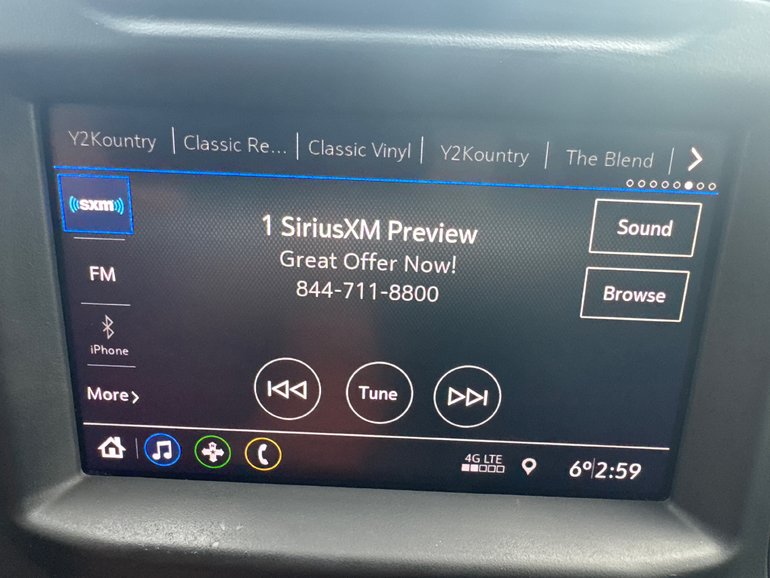 Y2Kountry
Classic Re...
Classic Vinyl
Y2Kountry
The Blend
((sxm))
1 SiriusXM Preview
Great Offer Now!
844-711-8800
Sound
Browse
FM
iPhone
More
Tune
4G LTE
6° 2:59